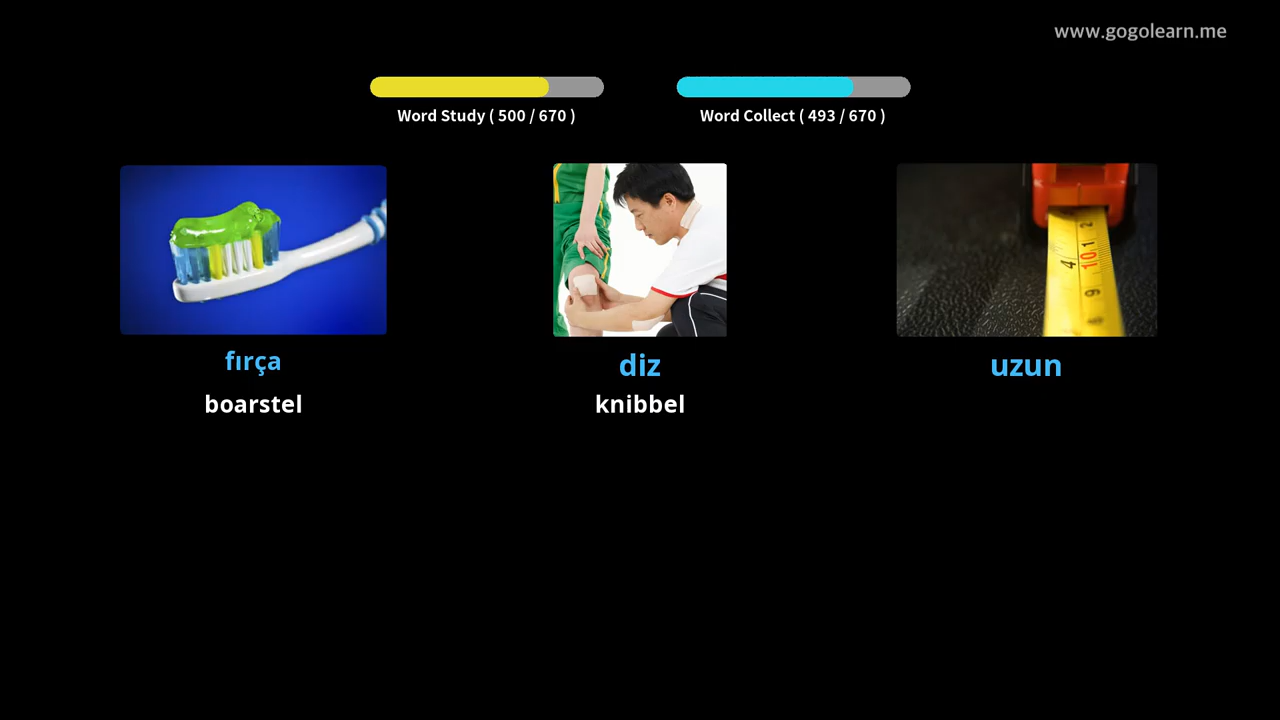 www.gogolearn.me
Word Study ( 500 / 670 )
Word Collect ( 493 / 670 )
fırça
diz
uzun
boarstel
knibbel